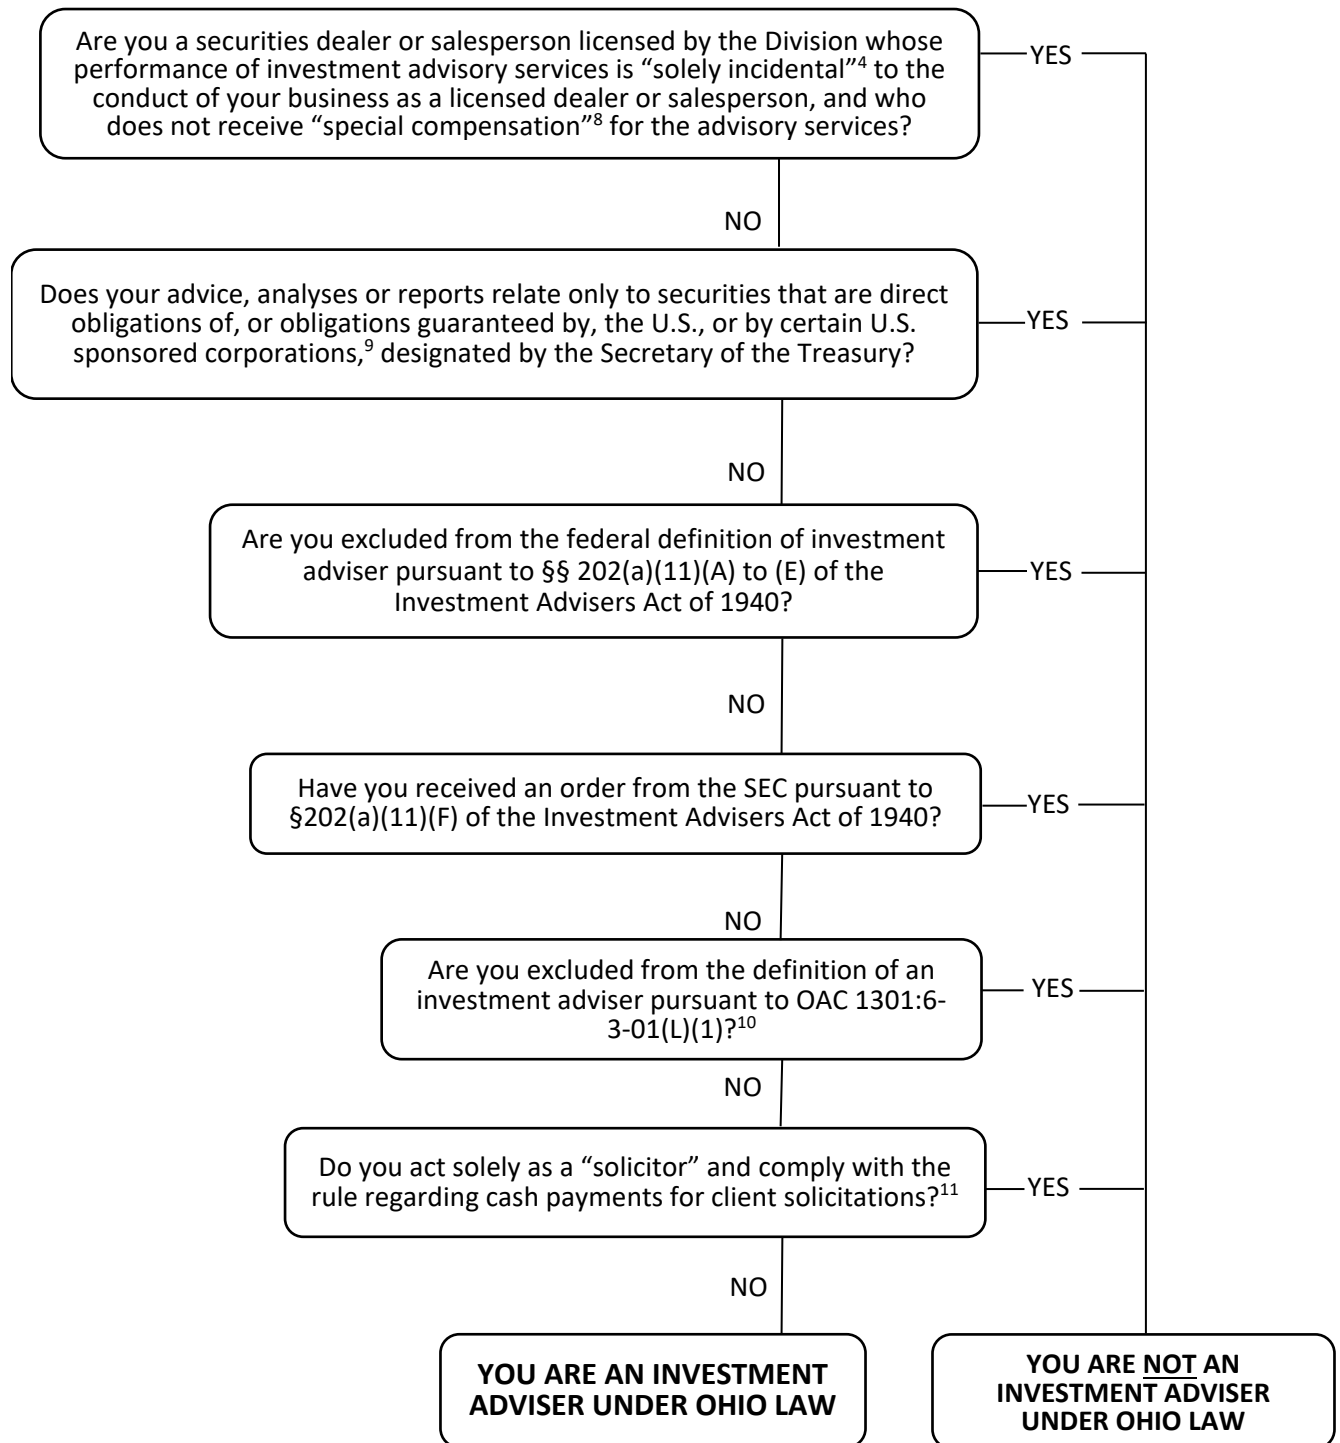 Are you a securities dealer or salesperson licensed by the Division whose
performance of investment advisory services is “solely incidental”4 to the
conduct of your business as a licensed dealer or salesperson, and who
does not receive “special compensation”8 for the advisory services?
YES
NO
Does your advice, analyses or reports relate only to securities that are direct
obligations of, or obligations guaranteed by, the U.S., or by certain U.S.
sponsored corporations,9 designated by the Secretary of the Treasury?
YES
NO
Are you excluded from the federal definition of investment
adviser pursuant to §§ 202(a)(11)(A) to (E) of the
Investment Advisers Act of 1940?
YES
NO
Have you received an order from the SEC pursuant to
§202(a)(11)(F) of the Investment Advisers Act of 1940?
YES
NO
Are you excluded from the definition of an
investment adviser pursuant to OAC 1301:6-
3-01(L)(1)?10
YES
NO
Do you act solely as a “solicitor” and comply with the
rule regarding cash payments for client solicitations?11
YES
NO
YOU ARE AN INVESTMENT
ADVISER UNDER OHIO LAW
YOU ARE NOT AN
INVESTMENT ADVISER
UNDER OHIO LAW